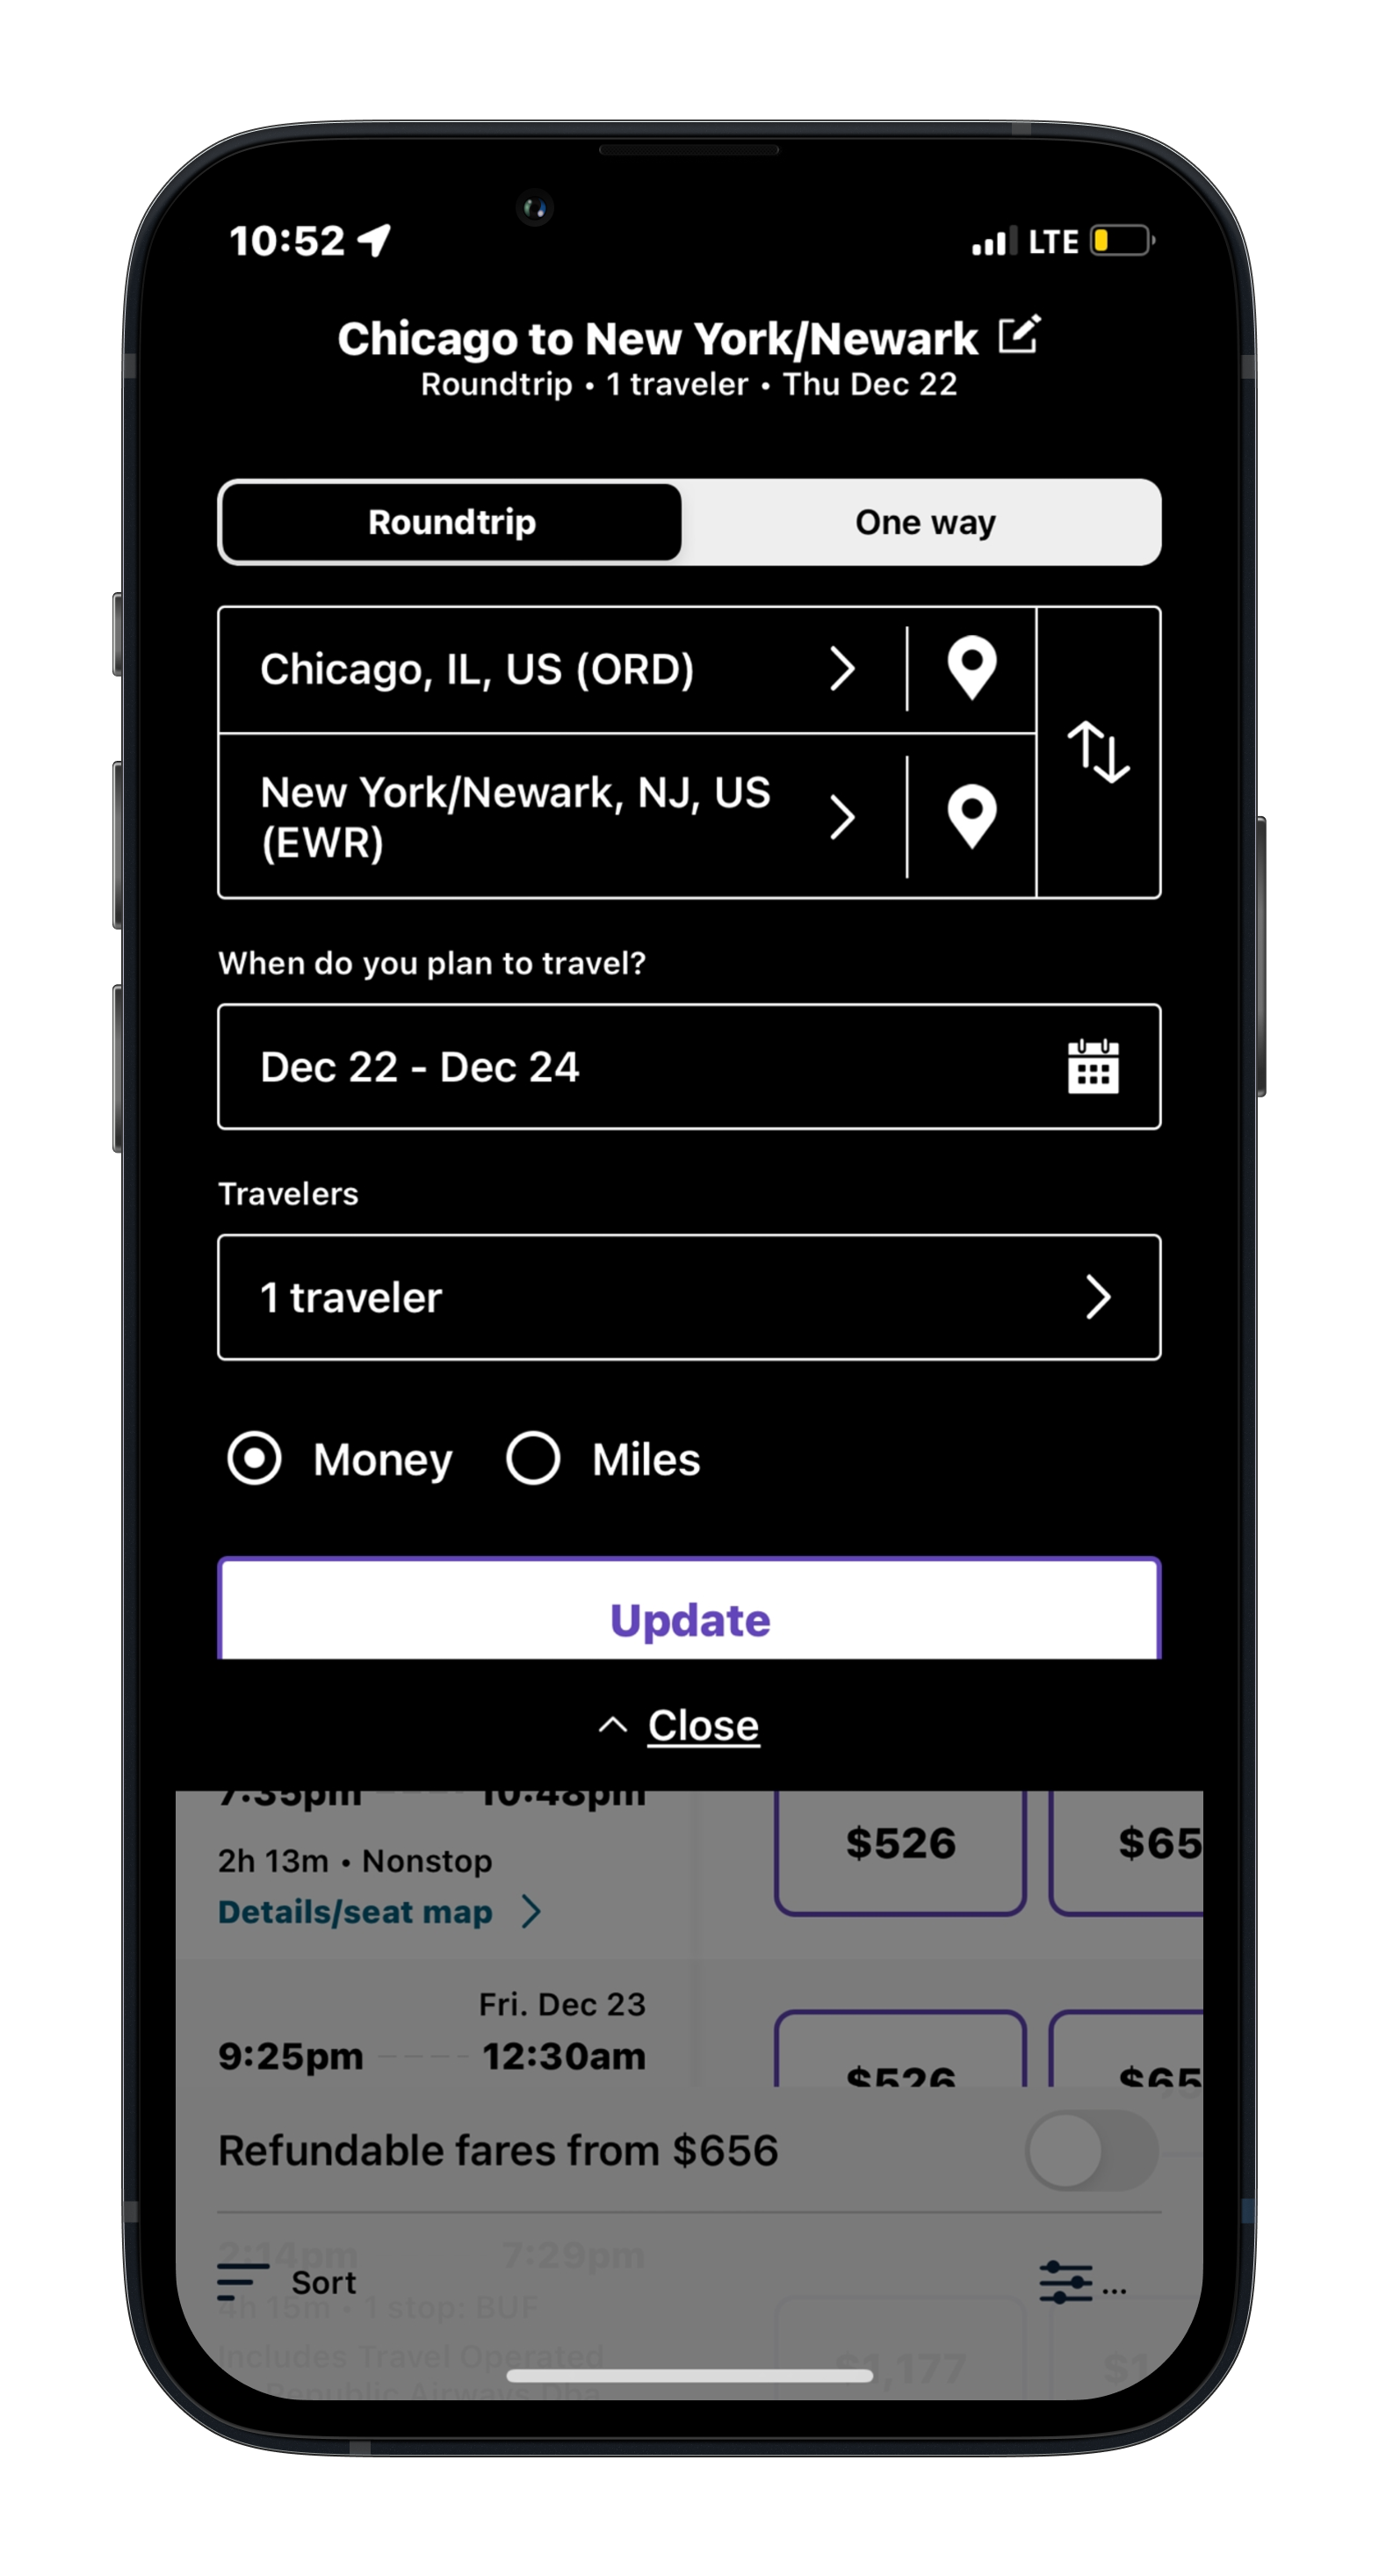 10:52
LTE
Chicago to New York/Newark
Roundtrip • 1 traveler • Thu Dec 22
Roundtrip
One way
Chicago, IL, US (ORD)
New York/Newark, NJ, US
(EWR)
When do you plan to travel?
Dec 22 - Dec 24
Travelers
1 traveler
Money
Miles
Update
Close
7:35pm
10:48pm
$526
$65
2h 13m • Nonstop
Details/seat map
Fri. Dec 23
9:25pm
12:30am
$526
$65
Refundable fares from $656
2:14pm
7:29pm
Sort
...
4h 15m • 1 stop: BUF
Includes Travel Operated
$1,177
$1
Republic Airways Dba